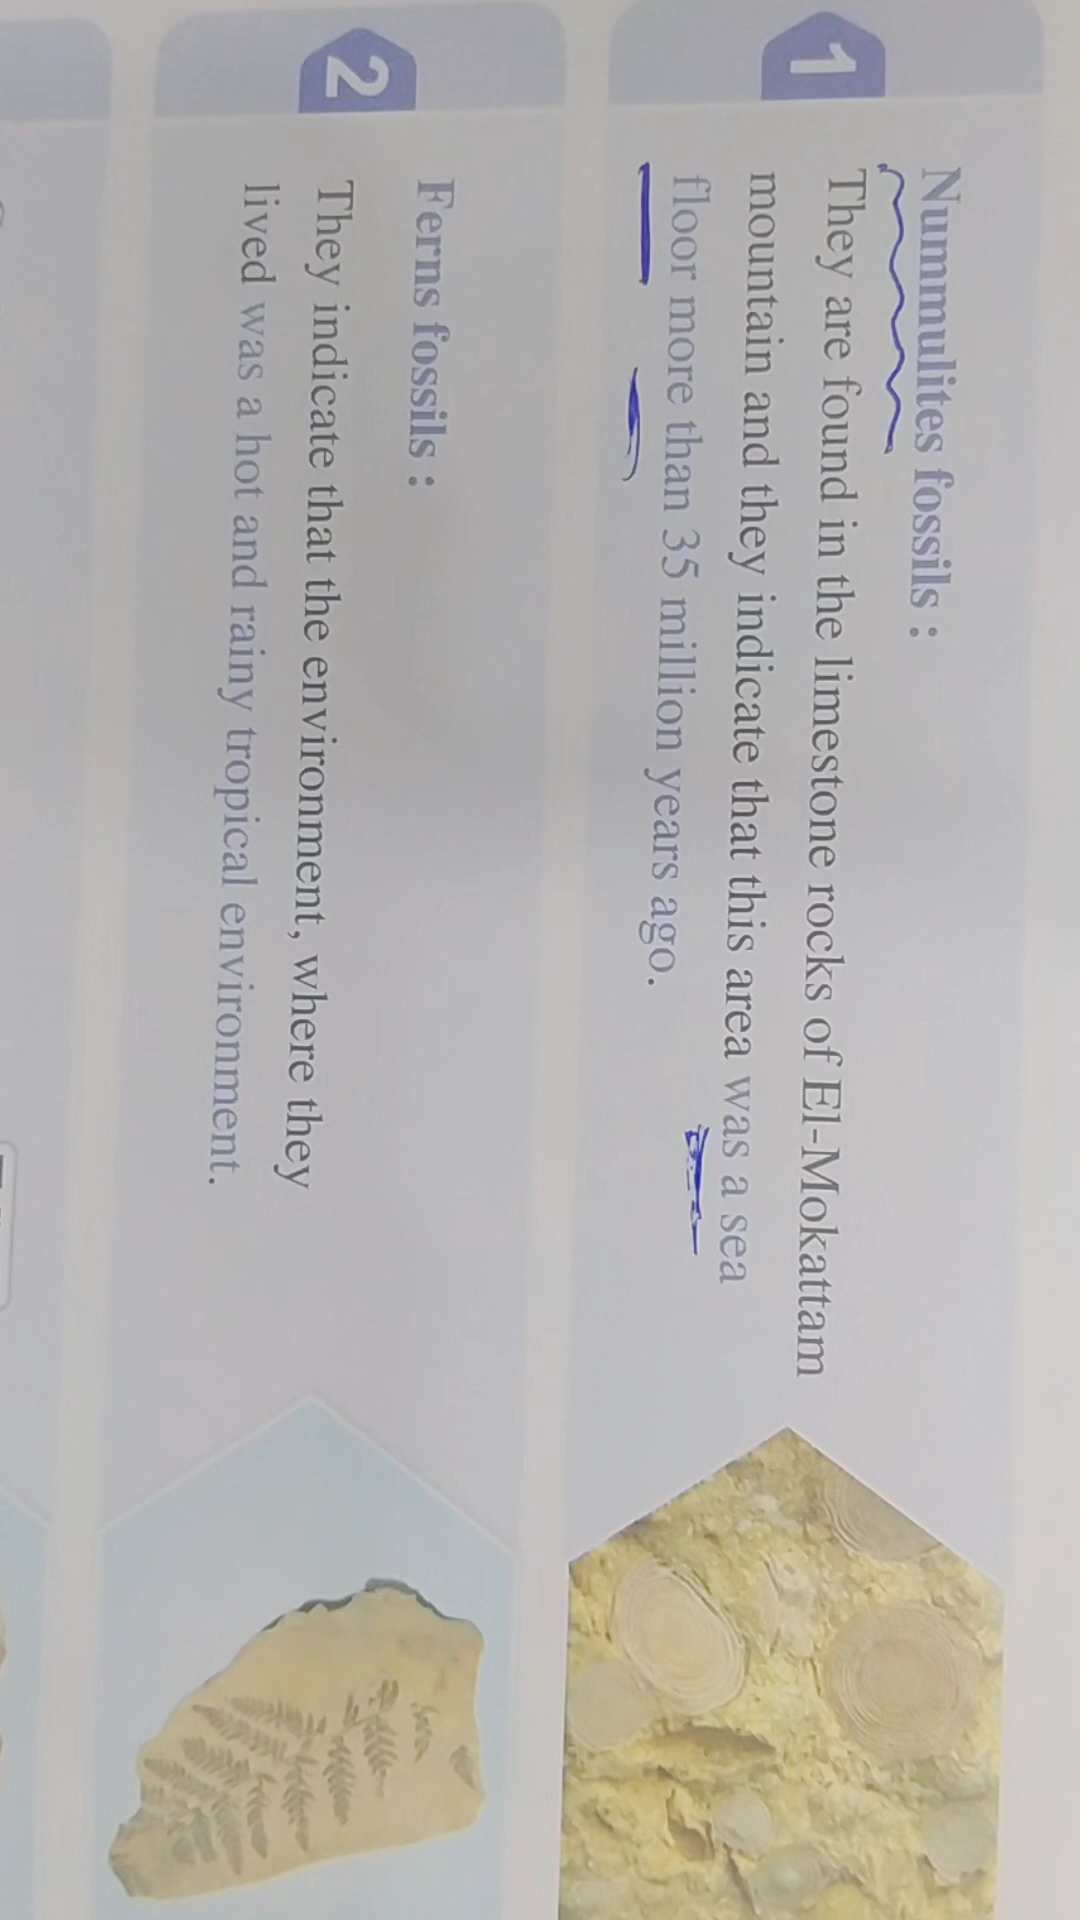 1
Nummulites fossils :
They are found in the limestone rocks of El-Mokattam
mountain and they indicate that this area was a sea
floor more than 35 million years ago.
2
Ferns fossils :
They indicate that the environment, where they
lived was a hot and rainy tropical environment.